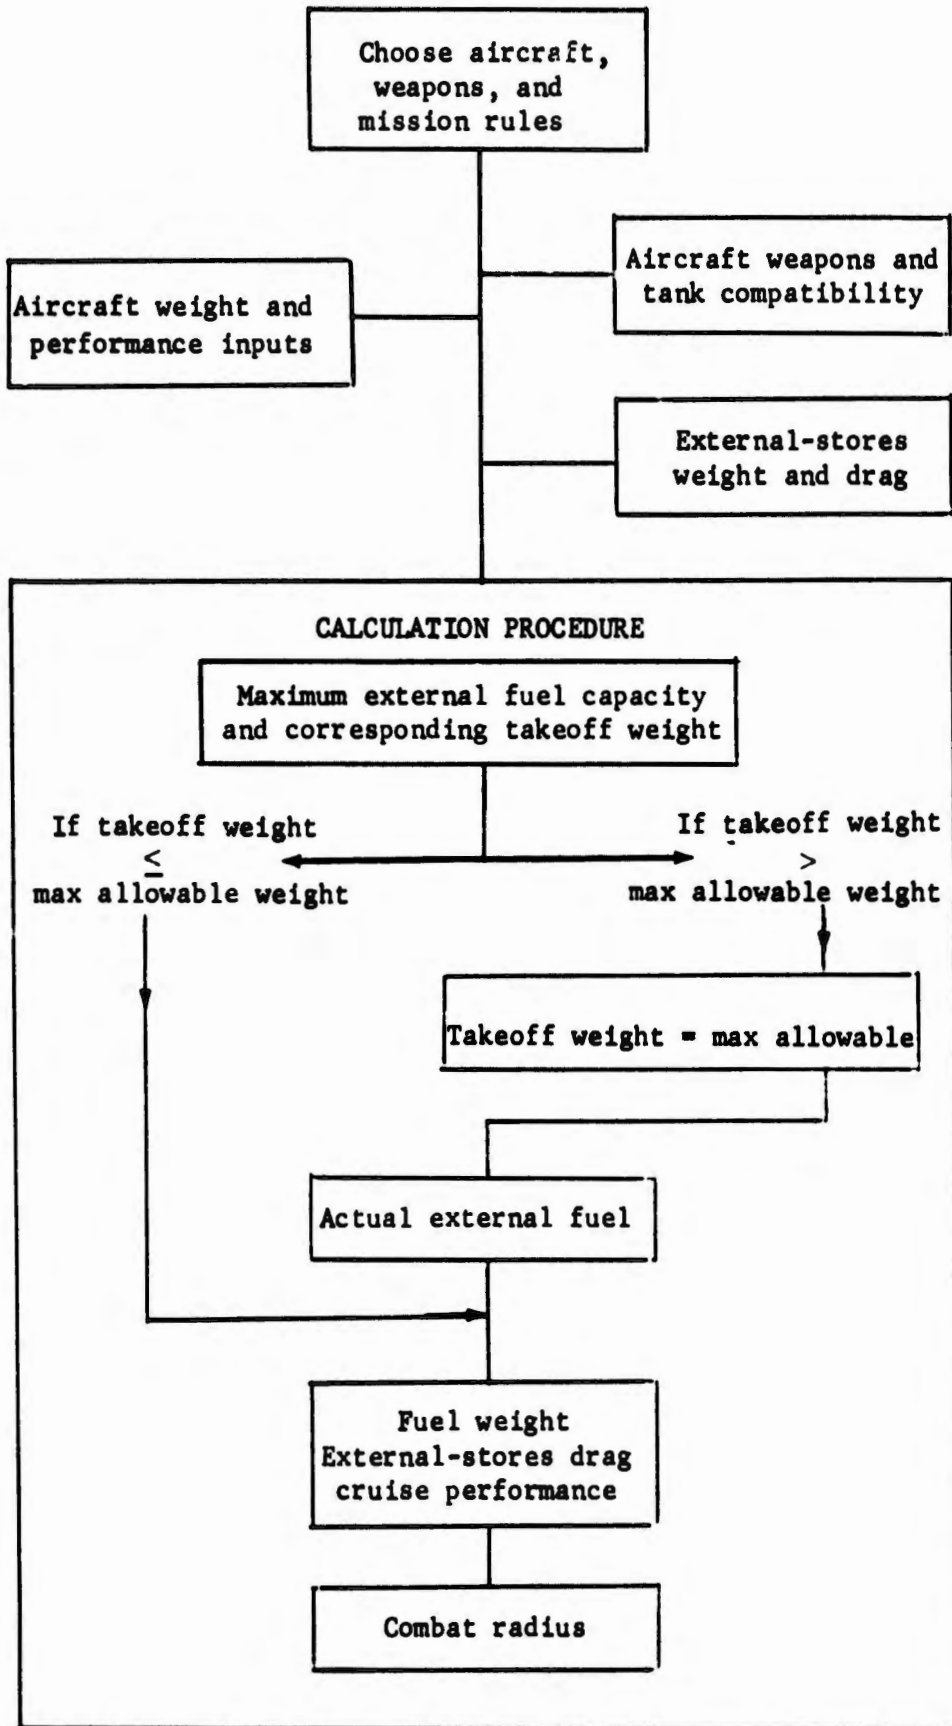 Choose aircraft,
weapons, and
mission rules
Aircraft weapons and
tank compatibility
Aircraft weight and
performance inputs
External-stores
weight and drag
CALCULATION PROCEDURE
Maximum external fuel capacity
and corresponding takeoff weight
If takeoff weight
≤
max allowable weight
If takeoff weight
>
max allowable weight
Takeoff weight = max allowable
Actual external fuel
Fuel weight
External-stores drag
cruise performance
Combat radius